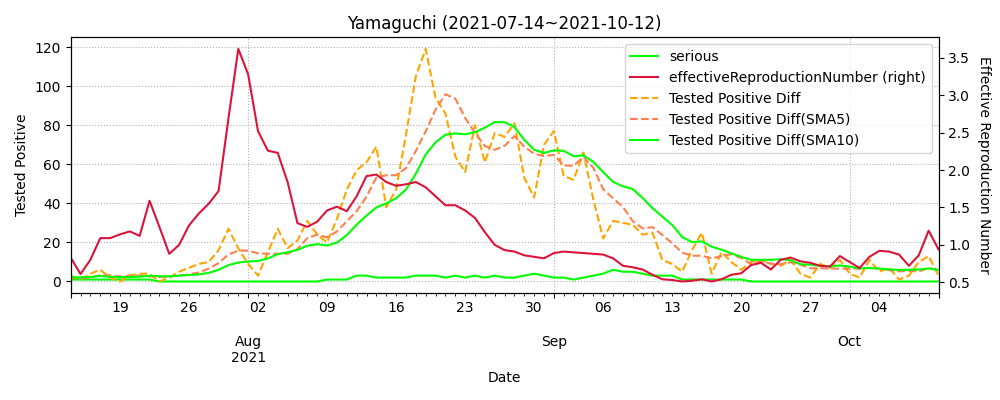 Yamaguchi (2021-07-14~2021-10-12)
serious
effectiveReproductionNumber (right)
Tested Positive Diff
Tested Positive Diff(SMA5)
Tested Positive Diff(SMA10)
Tested Positive
120
100
80
60
40
20
0
3.5
3.0
2.5
2.0
1.5
1.0
0.5
Effective Reproduction Number
19 26 02 09 16 23 30 06 13 20 27 04
Aug Sep Oct
2021
Date